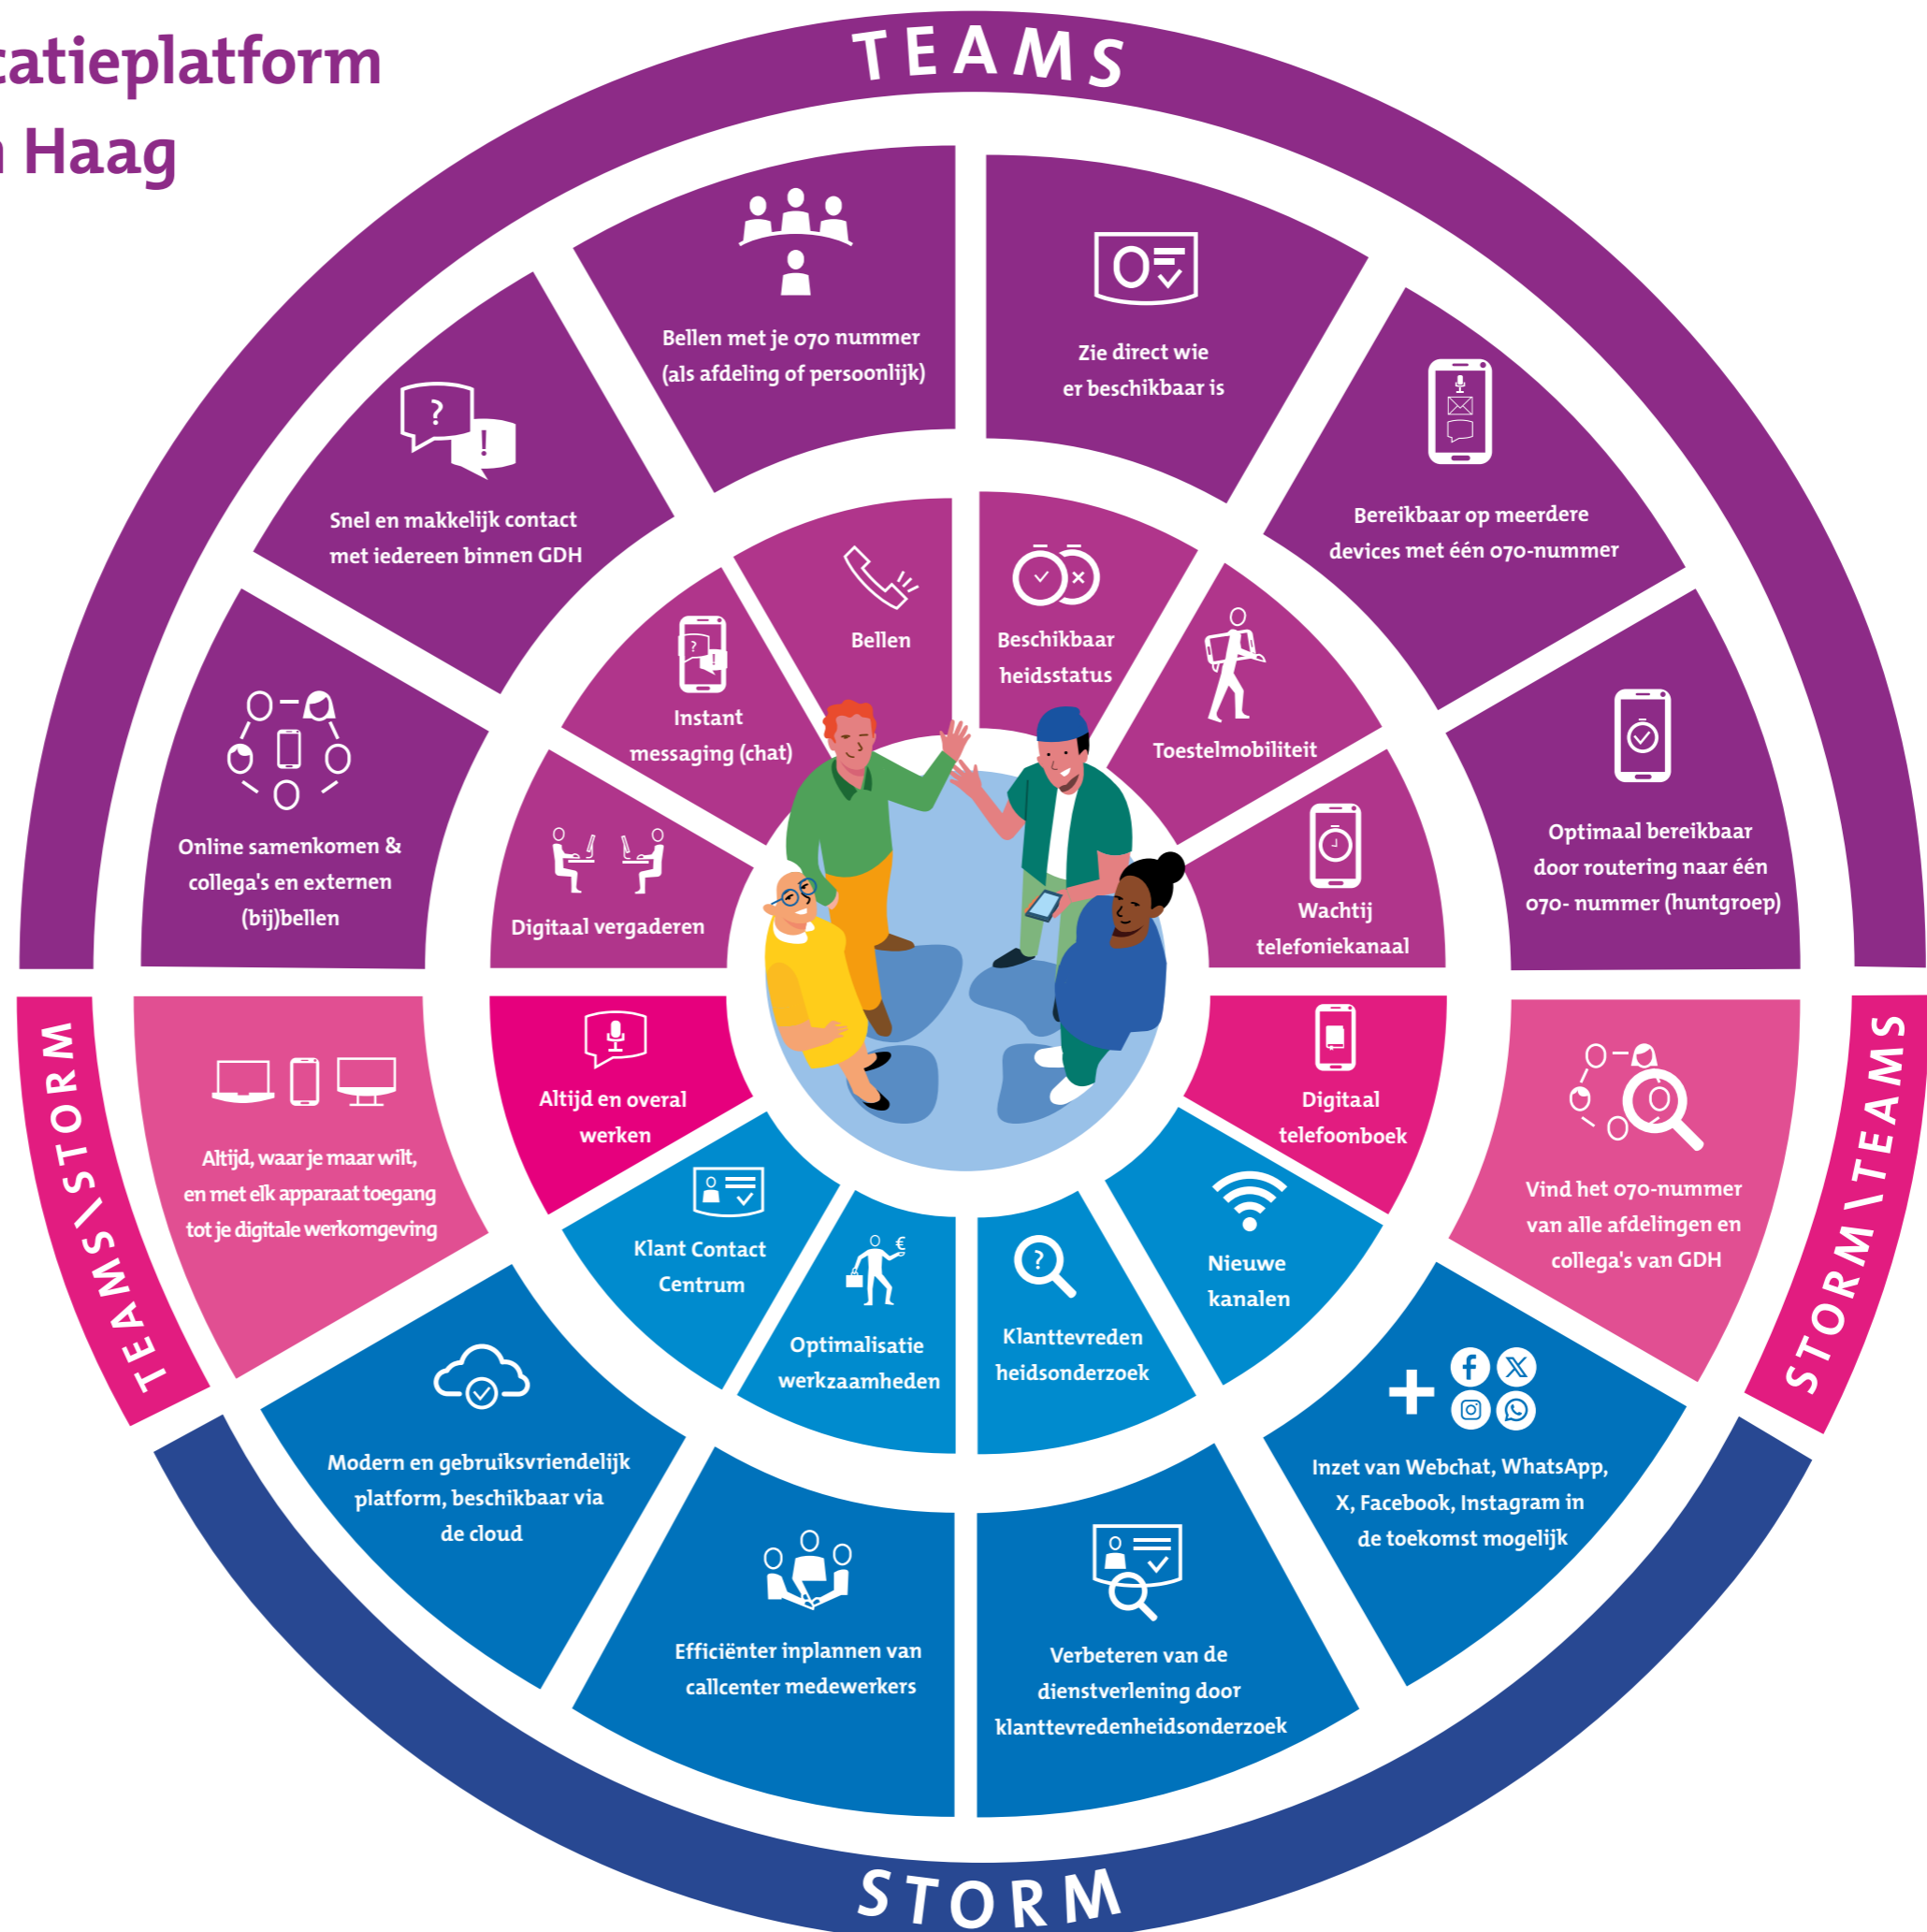 catieplatform
n Haag
TEAMS
Bellen met je 070 nummer
(als afdeling of persoonlijk)
Zie direct wie
er beschikbaar is
Snel en makkelijk contact
met iedereen binnen GDH
Bereikbaar op meerdere
devices met één 070-nummer
Online samenkomen &
collega's en externen
(bij)bellen
Optimaal bereikbaar
door routering naar één
070- nummer (huntgroep)
Bellen
Beschikbaar
heidsstatus
Instant
messaging (chat)
Toestelmobiliteit
Digitaal vergaderen
Wachtij
telefoniekanaal
TEAMS\STORM
Altijd, waar je maar wilt,
en met elk apparaat toegang
tot je digitale werkomgeving
Altijd en overal
werken
Digitaal
telefoonboek
Vind het 070-nummer
van alle afdelingen en
collega's van GDH
STORM\TEAMS
Klant Contact
Centrum
Optimalisatie
werkzaamheden
Klanttevreden
heidsonderzoek
Nieuwe
kanalen
Modern en gebruiksvriendelijk
platform, beschikbaar via
de cloud
Efficiënter inplannen van
callcenter medewerkers
Verbeteren van de
dienstverlening door
klanttevredenheidsonderzoek
Inzet van Webchat, WhatsApp,
X, Facebook, Instagram in
de toekomst mogelijk
STORM